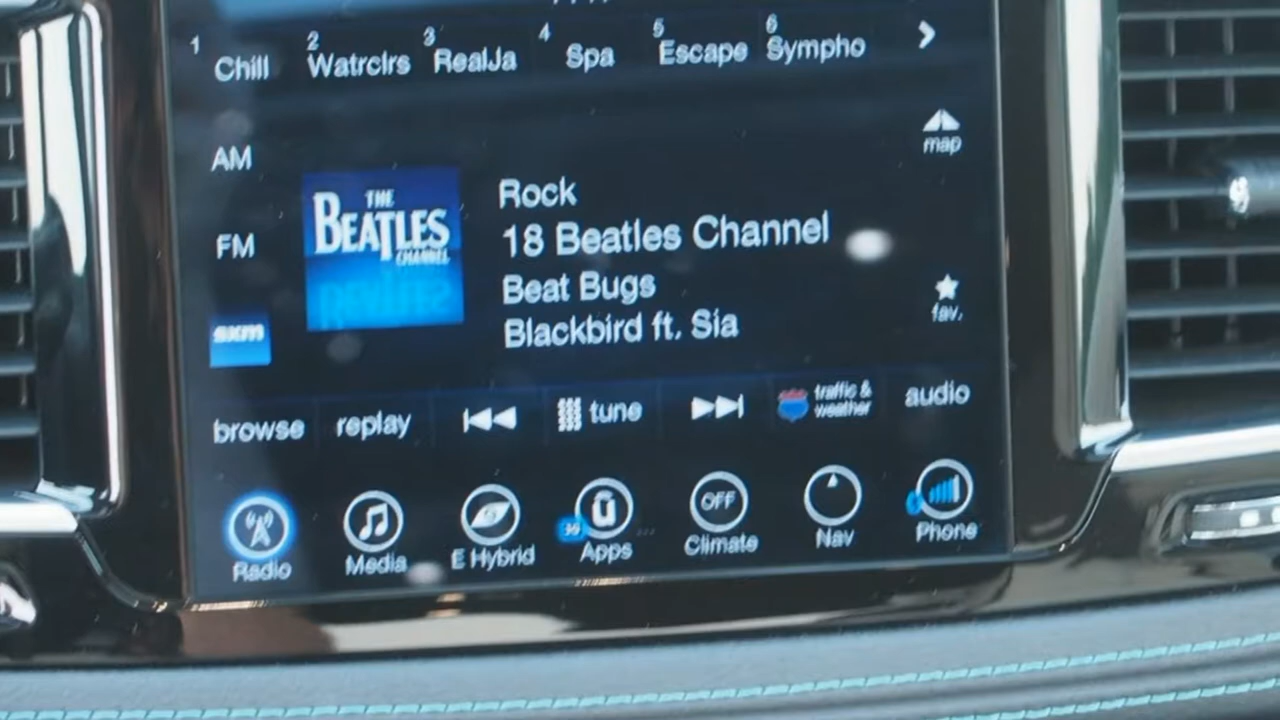 1 Chill 2 Watrclrs 3 RealJa 4 Spa 5 Escape 6 Sympho
map
AM
THE
BEATLES
CHANNEL
Rock
18 Beatles Channel
Beat Bugs
Blackbird ft. Sia
FM
fav.
sxm
browse replay tune traffic & weather audio
OFF
Radio Media E Hybrid Apps Climate Nav Phone